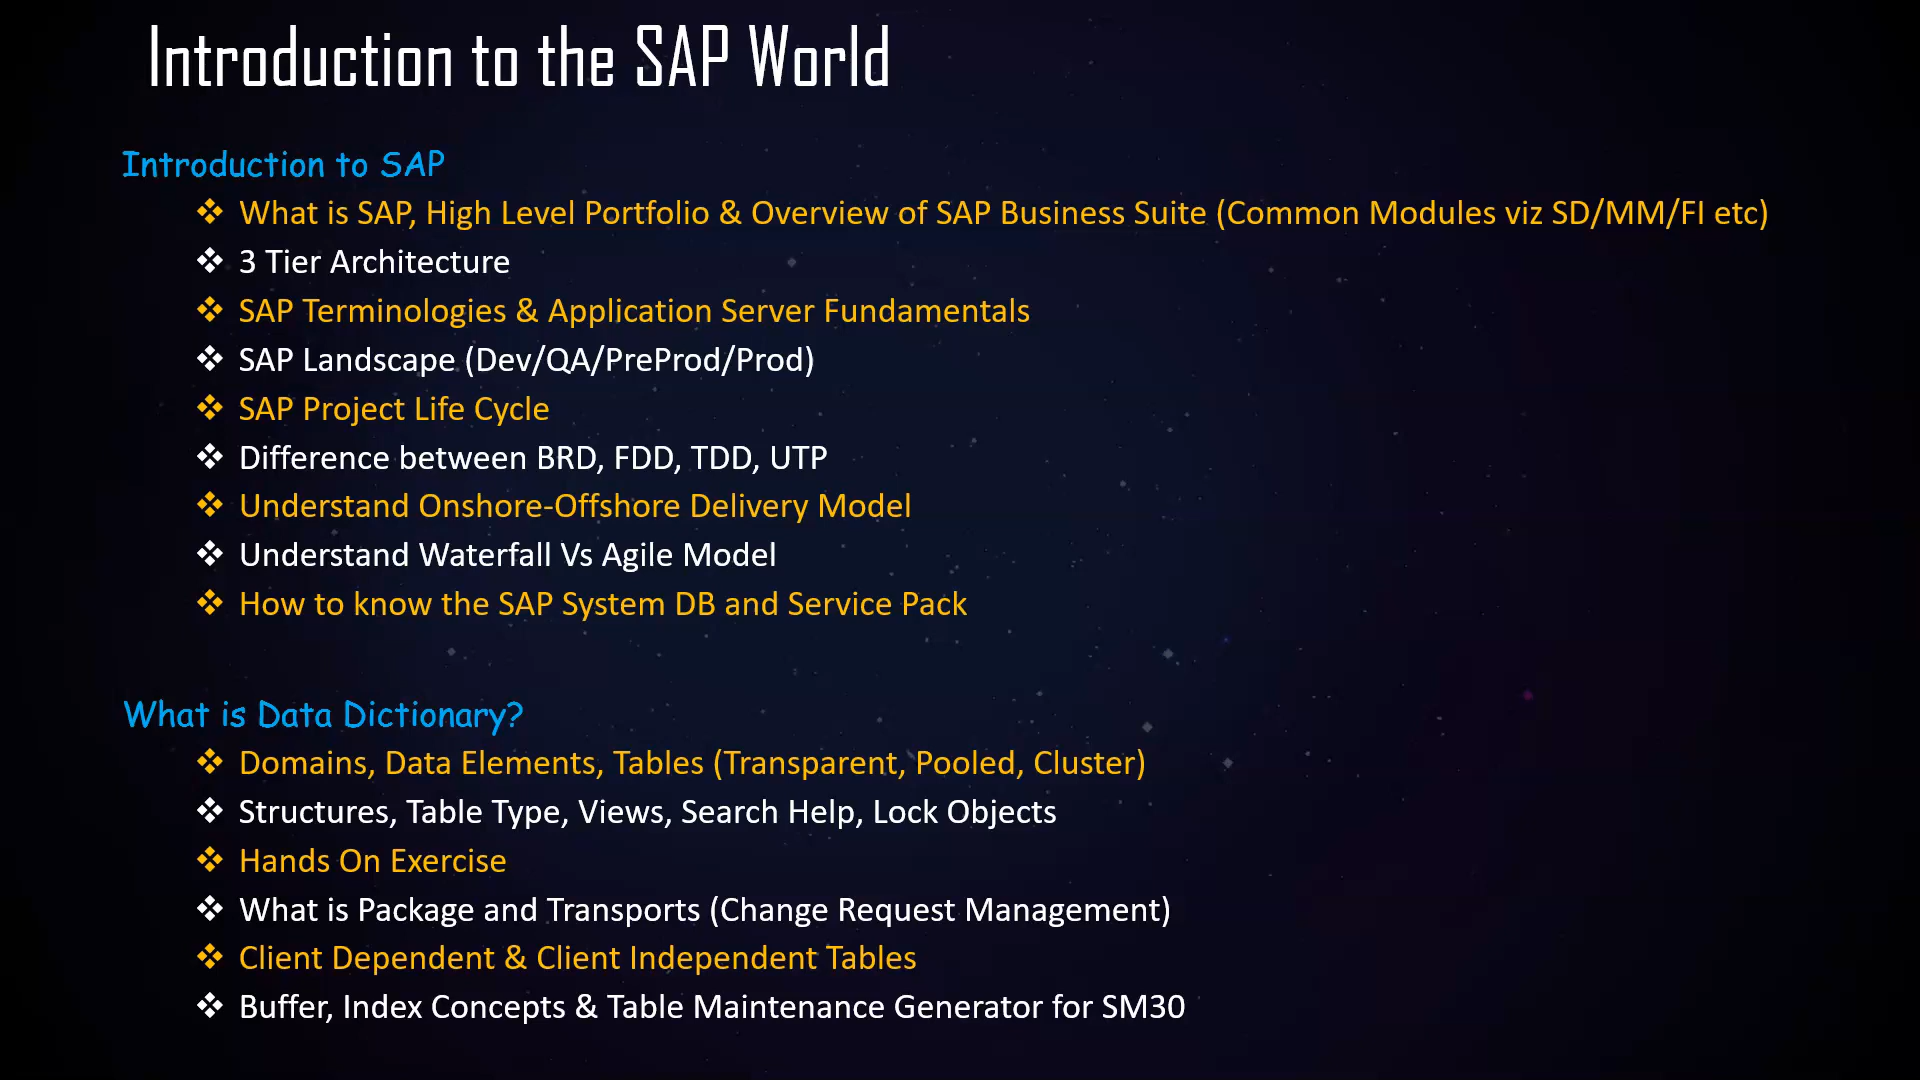 Introduction to the SAP World
Introduction to SAP
❖ What is SAP, High Level Portfolio & Overview of SAP Business Suite (Common Modules viz SD/MM/FI etc)
❖ 3 Tier Architecture
❖ SAP Terminologies & Application Server Fundamentals
❖ SAP Landscape (Dev/QA/PreProd/Prod)
❖ SAP Project Life Cycle
❖ Difference between BRD, FDD, TDD, UTP
❖ Understand Onshore-Offshore Delivery Model
❖ Understand Waterfall Vs Agile Model
❖ How to know the SAP System DB and Service Pack
What is Data Dictionary?
❖ Domains, Data Elements, Tables (Transparent, Pooled, Cluster)
❖ Structures, Table Type, Views, Search Help, Lock Objects
❖ Hands On Exercise
❖ What is Package and Transports (Change Request Management)
❖ Client Dependent & Client Independent Tables
❖ Buffer, Index Concepts & Table Maintenance Generator for SM30